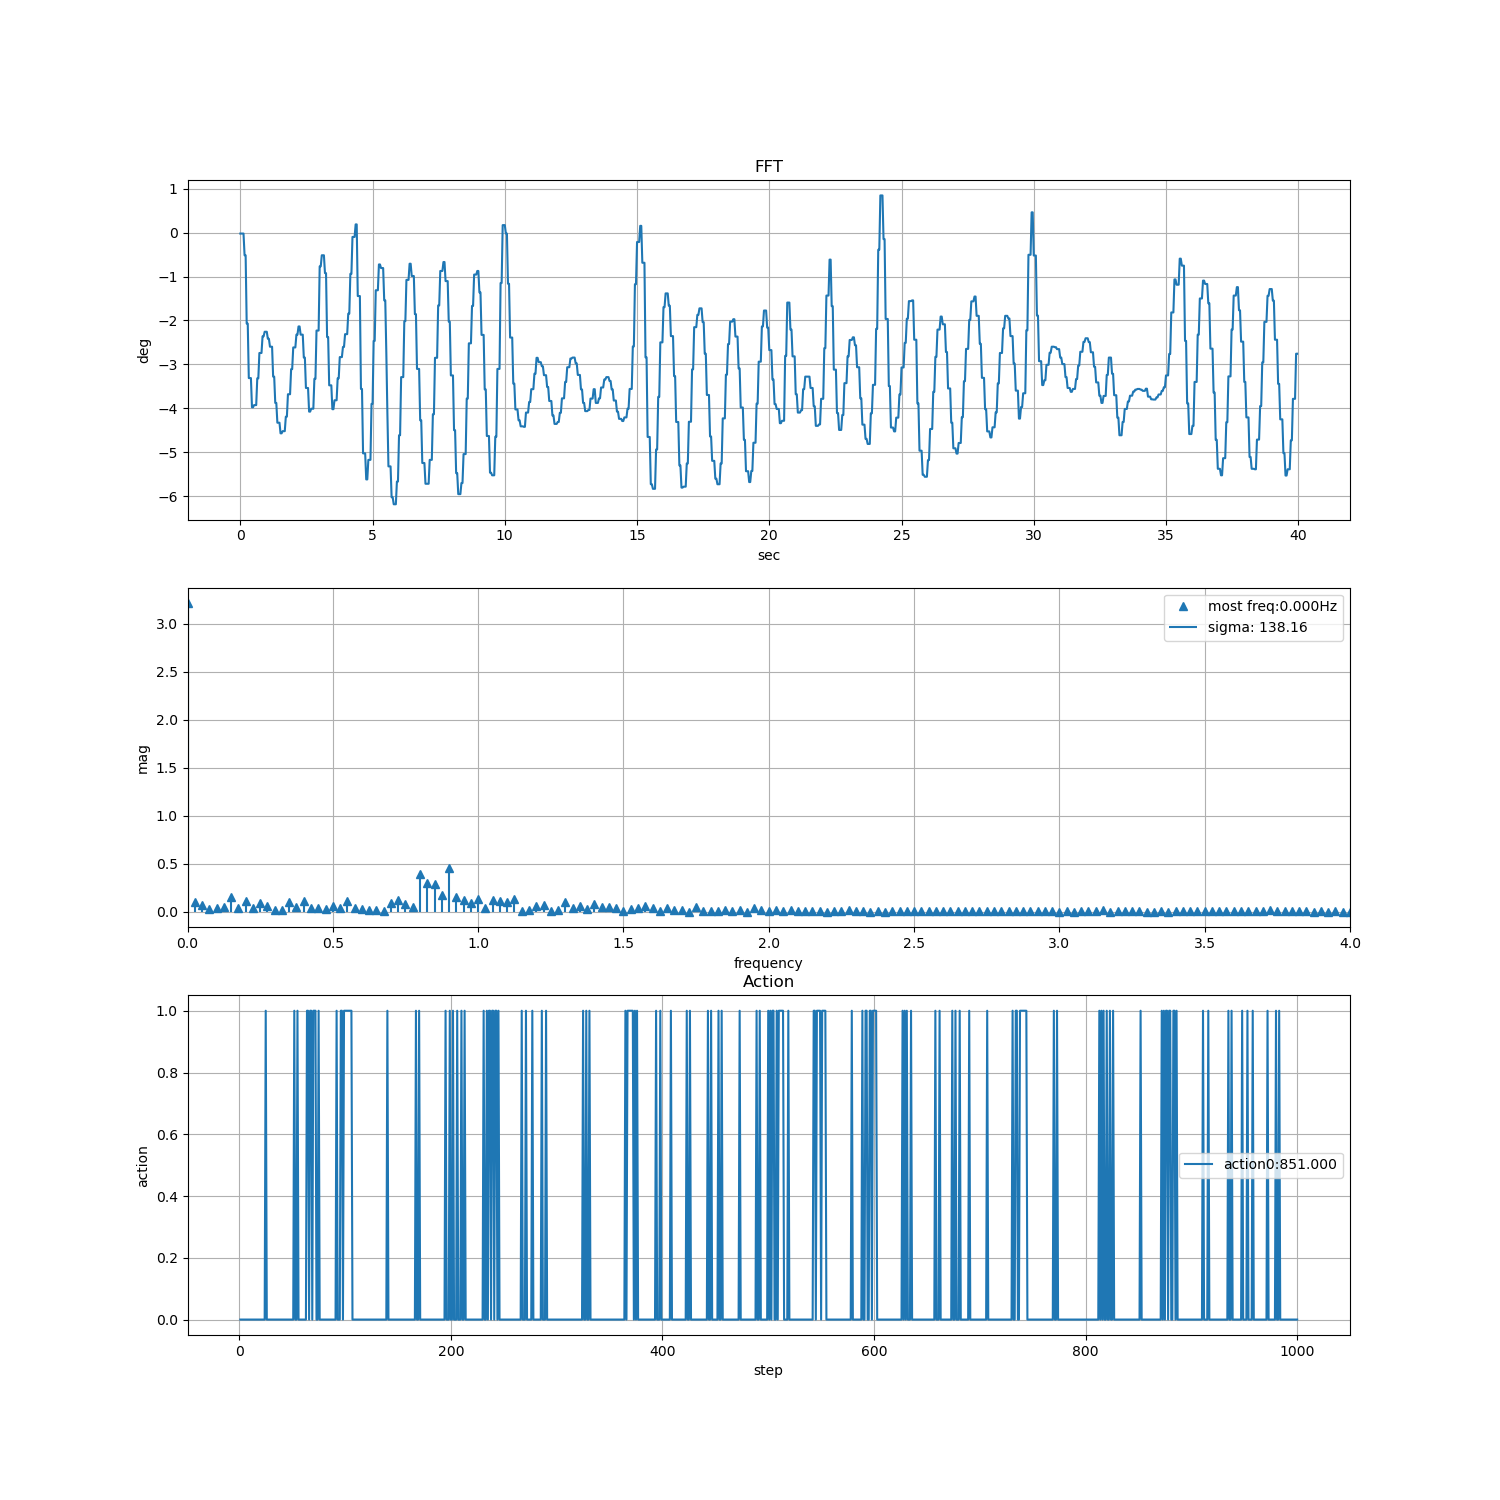 FFT
1
0
−1
−2
−3
−4
−5
−6
deg
0 5 10 15 20 25 30 35 40
sec
most freq:0.000Hz
sigma: 138.16
3.0
2.5
2.0
1.5
1.0
0.5
0.0
mag
0.0 0.5 1.0 1.5 2.0 2.5 3.0 3.5 4.0
frequency
Action
1.0
0.8
0.6
0.4
0.2
0.0
action
action0:851.000
0 200 400 600 800 1000
step